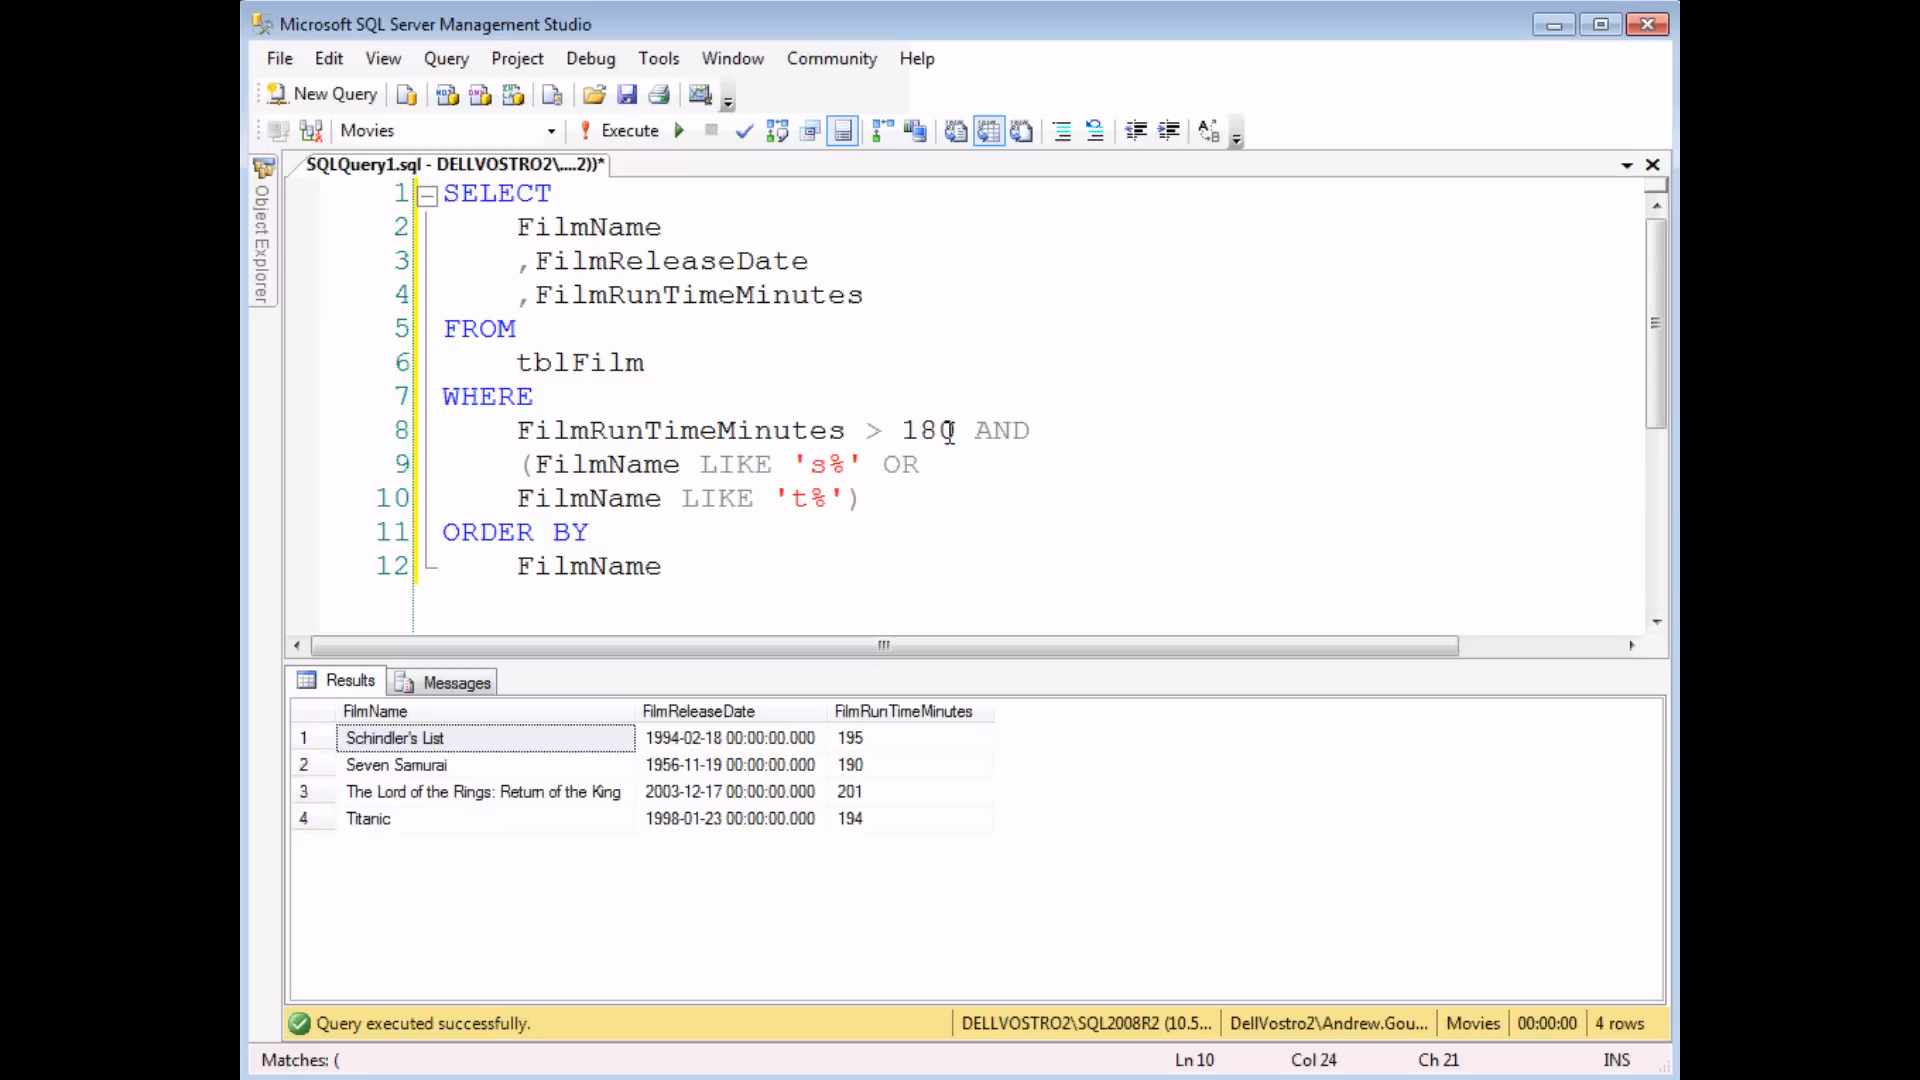 Microsoft SQL Server Management Studio
File Edit View Query Project Debug Tools Window Community Help
New Query
Movies Execute
SQLQuery1.sql - DELLVOSTRO2\....2))*
Object Explorer
1 SELECT
2 FilmName
3 ,FilmReleaseDate
4 ,FilmRunTimeMinutes
5 FROM
6 tblFilm
7 WHERE
8 FilmRunTimeMinutes > 180 AND
9 (FilmName LIKE 's%' OR
10 FilmName LIKE 't%')
11 ORDER BY
12 FilmName
Results Messages
FilmName FilmReleaseDate FilmRunTimeMinutes
1 Schindler's List 1994-02-18 00:00:00.000 195
2 Seven Samurai 1956-11-19 00:00:00.000 190
3 The Lord of the Rings: Return of the King 2003-12-17 00:00:00.000 201
4 Titanic 1998-01-23 00:00:00.000 194
Query executed successfully. DELLVOSTRO2\SQL2008R2 (10.5... DellVostro2\Andrew.Gou... Movies 00:00:00 4 rows
Matches: ( Ln 10 Col 24 Ch 21 INS